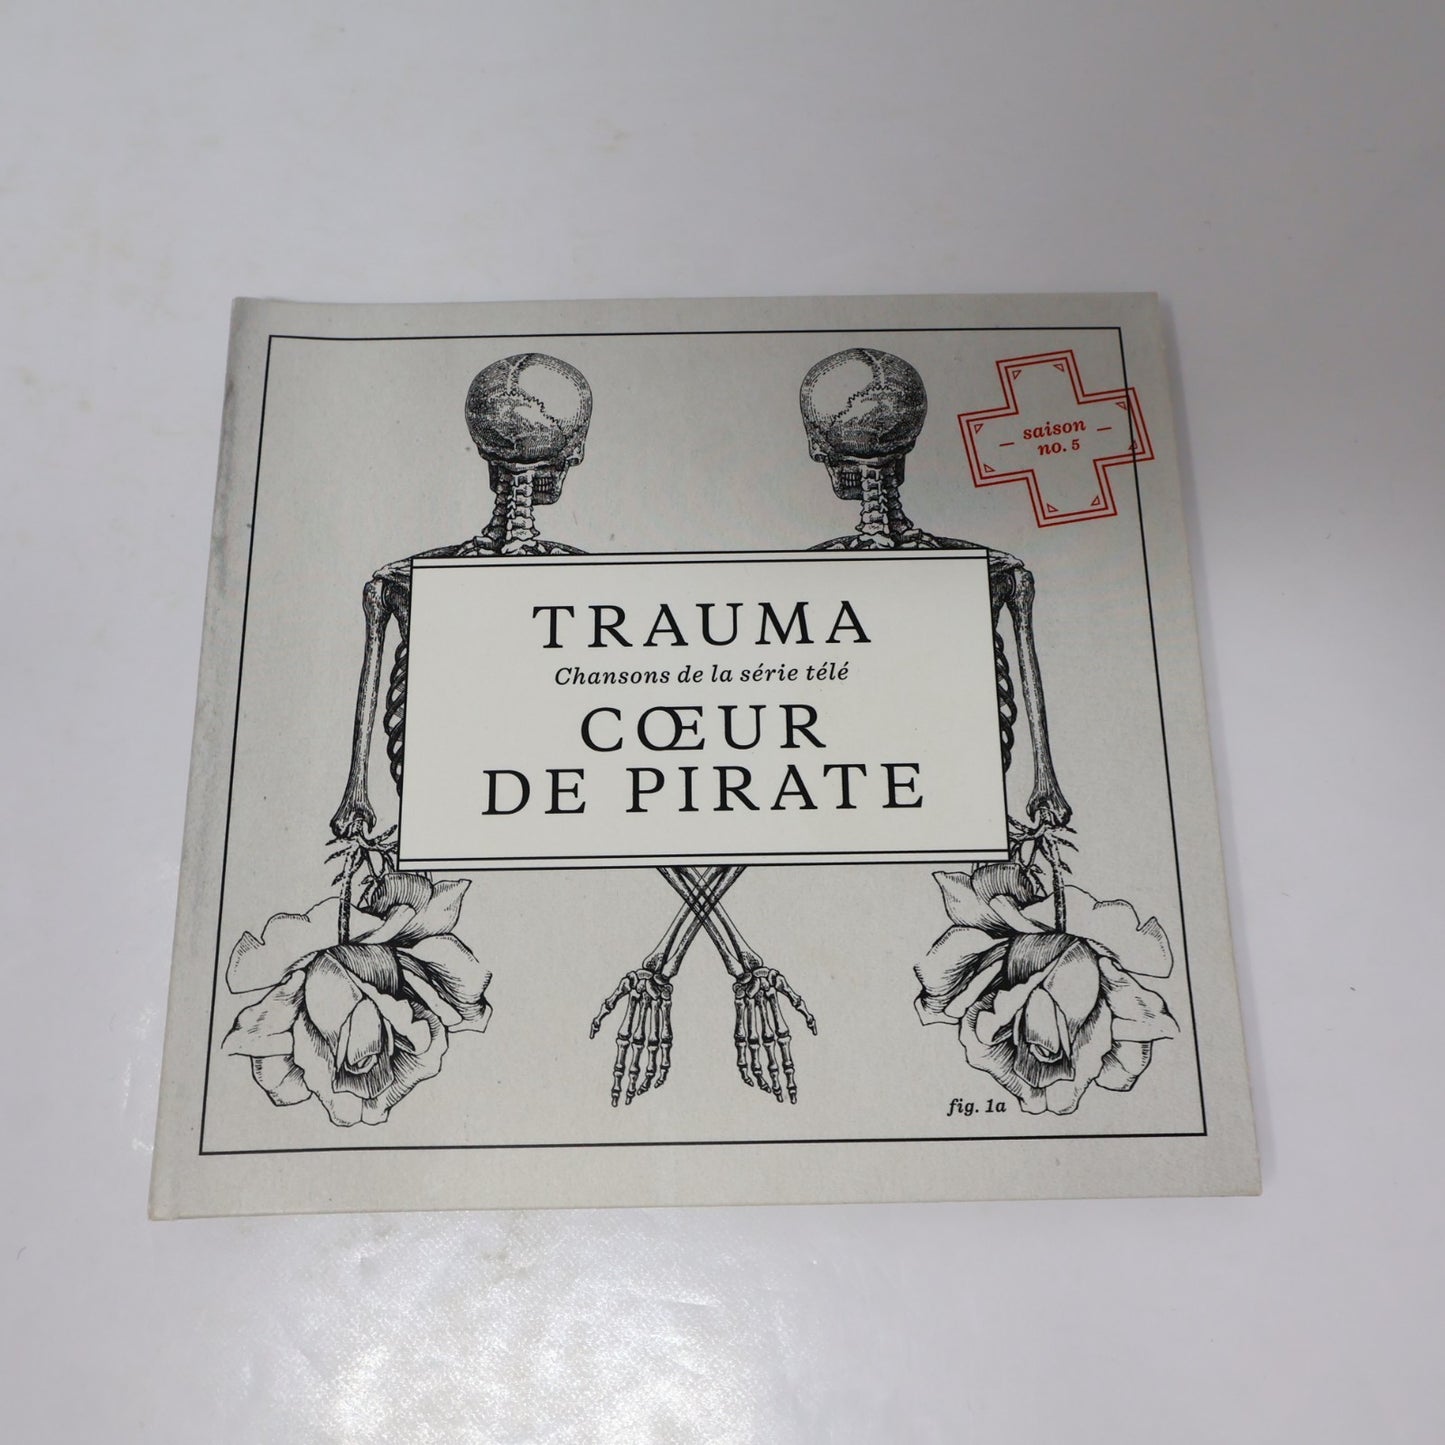 saison
no. 5
TRAUMA
Chansons de la série télé
CŒUR
DE PIRATE
fig. 1a